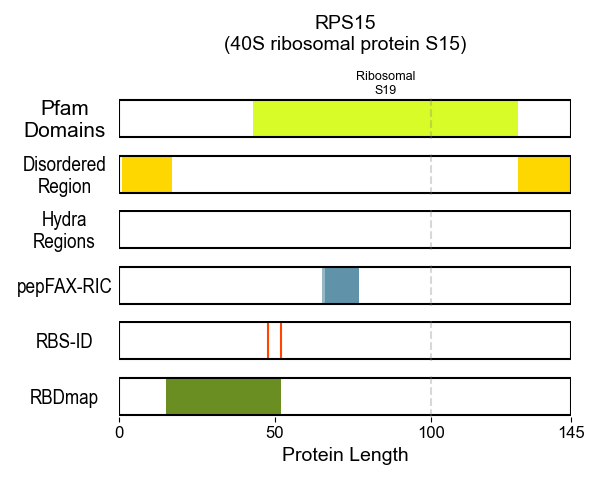 RPS15
(40S ribosomal protein S15)
Ribosomal
S19
Pfam
Domains
Disordered
Region
Hydra
Regions
pepFAX-RIC
RBS-ID
RBDmap
0 50 100 145
Protein Length